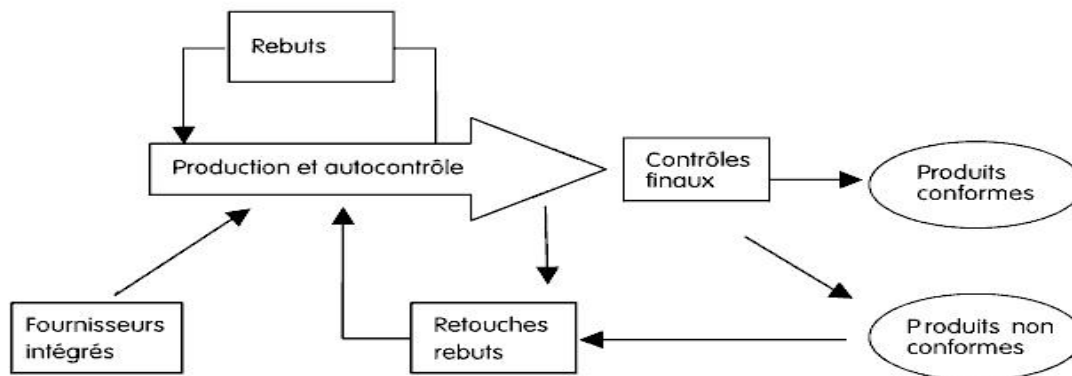 Rebuts
Production et autocontrôle
Contrôles
finaux
Produits
conformes
Fournisseurs
intégrés
Retouches
rebuts
Produits non
conformes